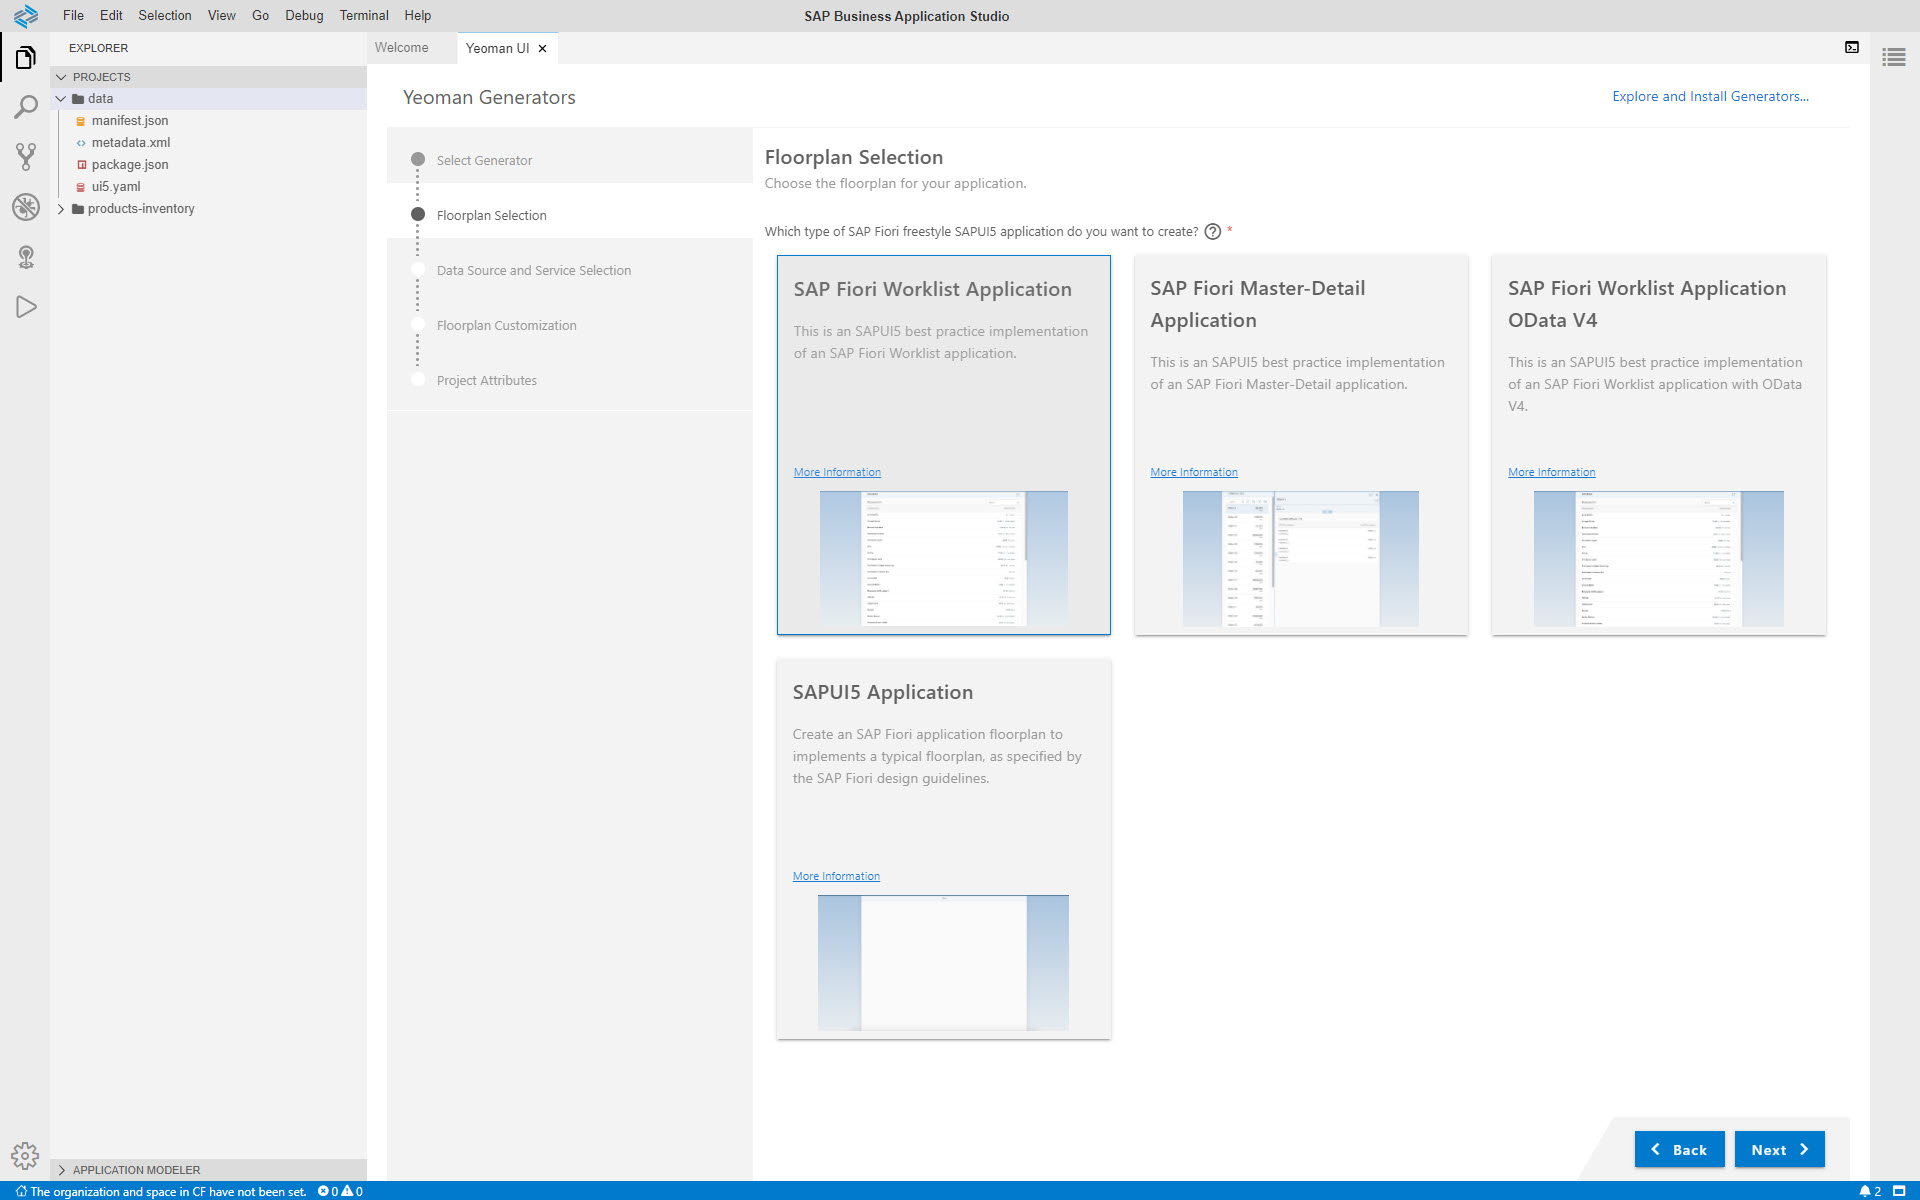 File Edit Selection View Go Debug Terminal Help
SAP Business Application Studio
EXPLORER
PROJECTS
data
manifest.json
metadata.xml
package.json
ui5.yaml
products-inventory
APPLICATION MODELER
Welcome
Yeoman UI
Yeoman Generators
Explore and Install Generators...
Select Generator
Floorplan Selection
Data Source and Service Selection
Floorplan Customization
Project Attributes
Floorplan Selection
Choose the floorplan for your application.
Which type of SAP Fiori freestyle SAPUI5 application do you want to create? *
SAP Fiori Worklist Application
This is an SAPUI5 best practice implementation
of an SAP Fiori Worklist application.
More Information
SAP Fiori Master-Detail
Application
This is an SAPUI5 best practice implementation
of an SAP Fiori Master-Detail application.
More Information
SAP Fiori Worklist Application
OData V4
This is an SAPUI5 best practice implementation
of an SAP Fiori Worklist application with OData
V4.
More Information
SAPUI5 Application
Create an SAP Fiori application floorplan to
implements a typical floorplan, as specified by
the SAP Fiori design guidelines.
More Information
Back
Next
The organization and space in CF have not been set. 0 0
2